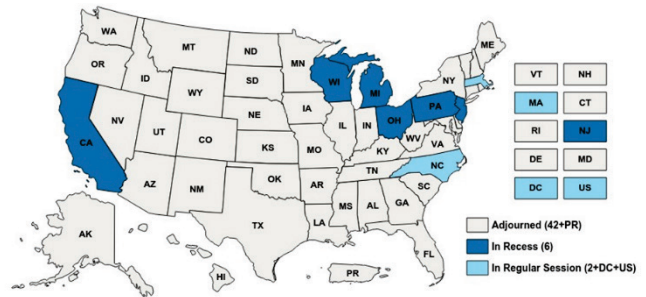 WA
MT
ND
MN
ME
OR
ID
SD
WI
MI
NY
WY
NE
IA
PA
NV
UT
CO
IL
IN
OH
CA
KS
MO
KY
WV
VA
AZ
NM
OK
AR
TN
NC
TX
LA
MS
AL
GA
SC
AK
HI
PR
FL
VT
NH
MA
CT
RI
NJ
DE
MD
DC
US
Adjourned (42+PR)
In Recess (6)
In Regular Session (2+DC+US)